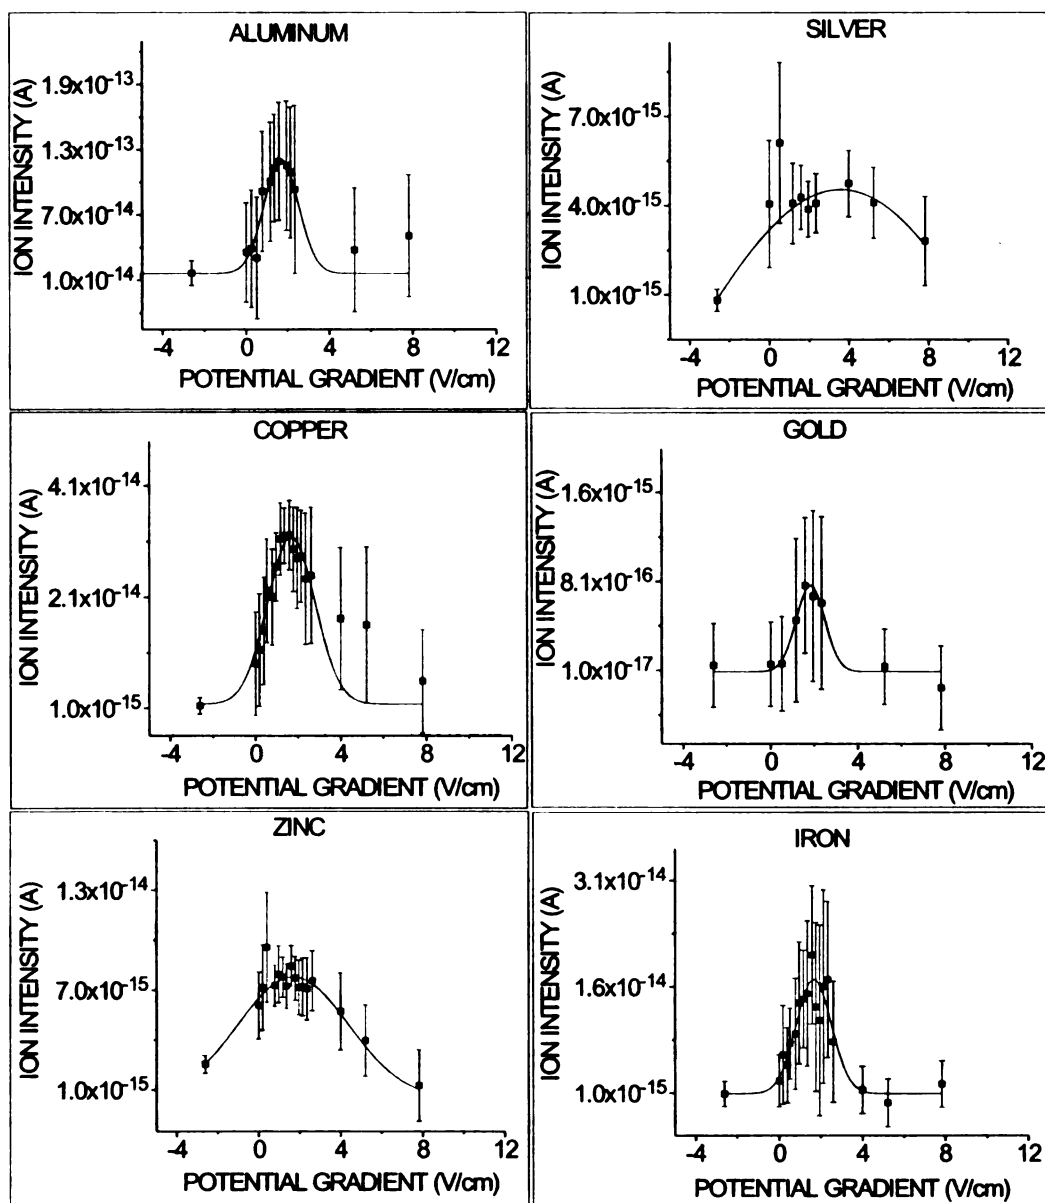 ALUMINUM
ION INTENSITY (A)
1.9x10⁻¹³
1.3x10⁻¹³
7.0x10⁻¹⁴
1.0x10⁻¹⁴
-4 0 4 8 12
POTENTIAL GRADIENT (V/cm)
SILVER
ION INTENSITY (A)
7.0x10⁻¹⁵
4.0x10⁻¹⁵
1.0x10⁻¹⁵
-4 0 4 8 12
POTENTIAL GRADIENT (V/cm)
COPPER
ION INTENSITY (A)
4.1x10⁻¹⁴
2.1x10⁻¹⁴
1.0x10⁻¹⁵
-4 0 4 8 12
POTENTIAL GRADIENT (V/cm)
GOLD
ION INTENSITY (A)
1.6x10⁻¹⁵
8.1x10⁻¹⁶
1.0x10⁻¹⁷
-4 0 4 8 12
POTENTIAL GRADIENT (V/cm)
ZINC
ION INTENSITY (A)
1.3x10⁻¹⁴
7.0x10⁻¹⁵
1.0x10⁻¹⁵
-4 0 4 8 12
POTENTIAL GRADIENT (V/cm)
IRON
ION INTENSITY (A)
3.1x10⁻¹⁴
1.6x10⁻¹⁴
1.0x10⁻¹⁵
-4 0 4 8 12
POTENTIAL GRADIENT (V/cm)